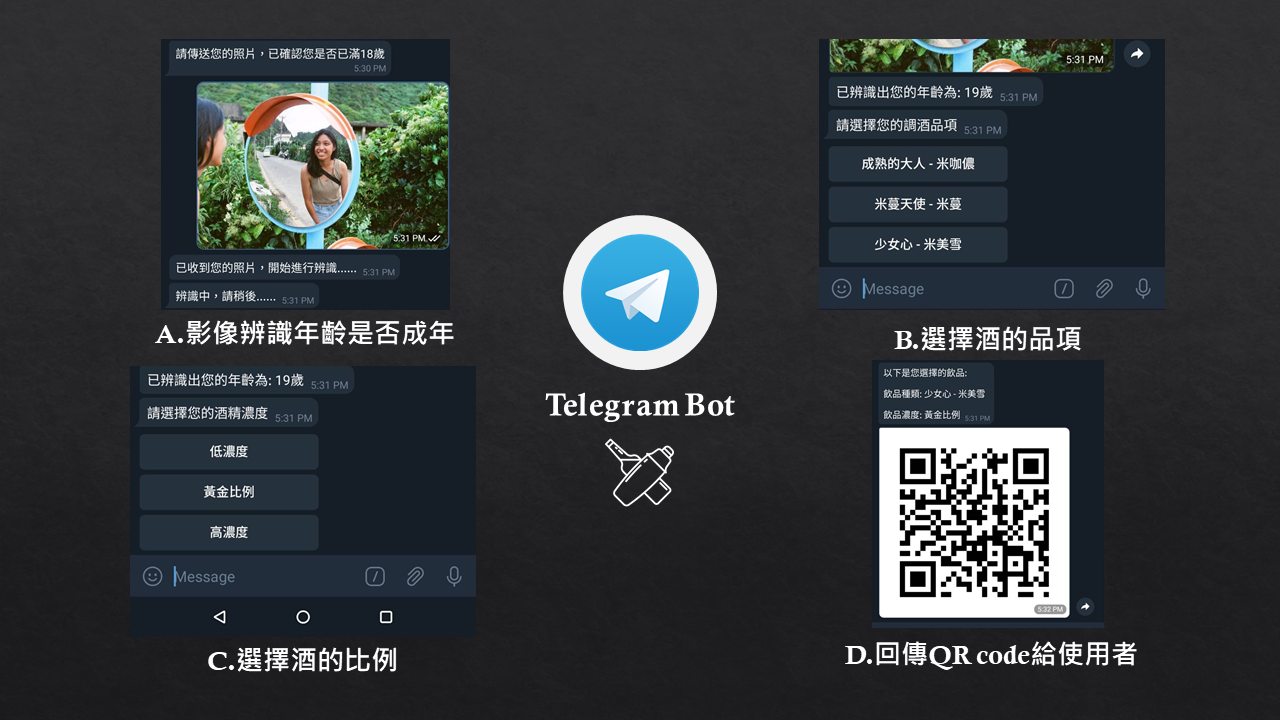 請傳送您的照片，已確認您是否已滿18歲
5:30 PM
5:31 PM
已收到您的照片，開始進行辨識......
5:31 PM
辨識中，請稍後......
5:31 PM
A.影像辨識年齡是否成年
5:31 PM
已辨識出您的年齡為: 19歲
5:31 PM
請選擇您的調酒品項
5:31 PM
成熟的大人 - 米咖儂
米蔓天使 - 米蔓
少女心 - 米美雪
Message
B.選擇酒的品項
Telegram Bot
已辨識出您的年齡為: 19歲
5:31 PM
請選擇您的酒精濃度
5:31 PM
低濃度
黃金比例
高濃度
Message
C.選擇酒的比例
以下是您選擇的飲品:
飲品種類: 少女心 - 米美雪
飲品濃度: 黃金比例
5:31 PM
5:32 PM
D.回傳QR code給使用者